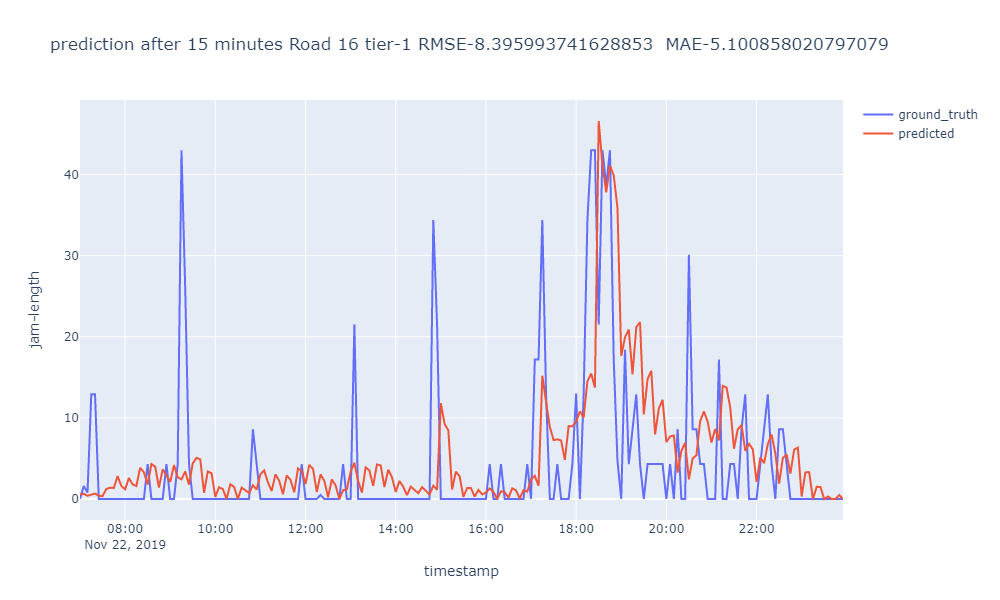 prediction after 15 minutes Road 16 tier-1 RMSE-8.395993741628853  MAE-5.100858020797079
ground_truth
predicted
jam-length
40
30
20
10
0
08:00 10:00 12:00 14:00 16:00 18:00 20:00 22:00
Nov 22, 2019
timestamp